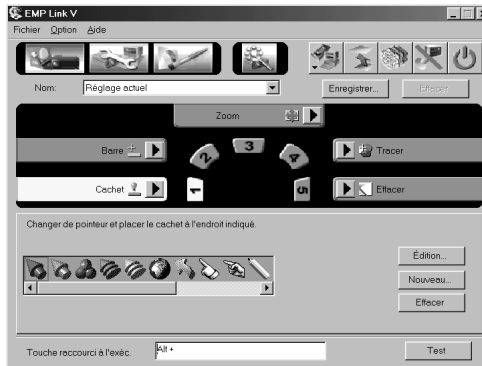 EMP Link V
Fichier Option Aide
Nom: Réglage actuel Enregistrer... Effacer
Zoom
Barre 2 3 4 Tracer
Cachet 1 5 Effacer
Changer de pointeur et placer le cachet à l'endroit indiqué.
Édition...
Nouveau...
Effacer
Touche raccourci à l'exéc. Alt + Test